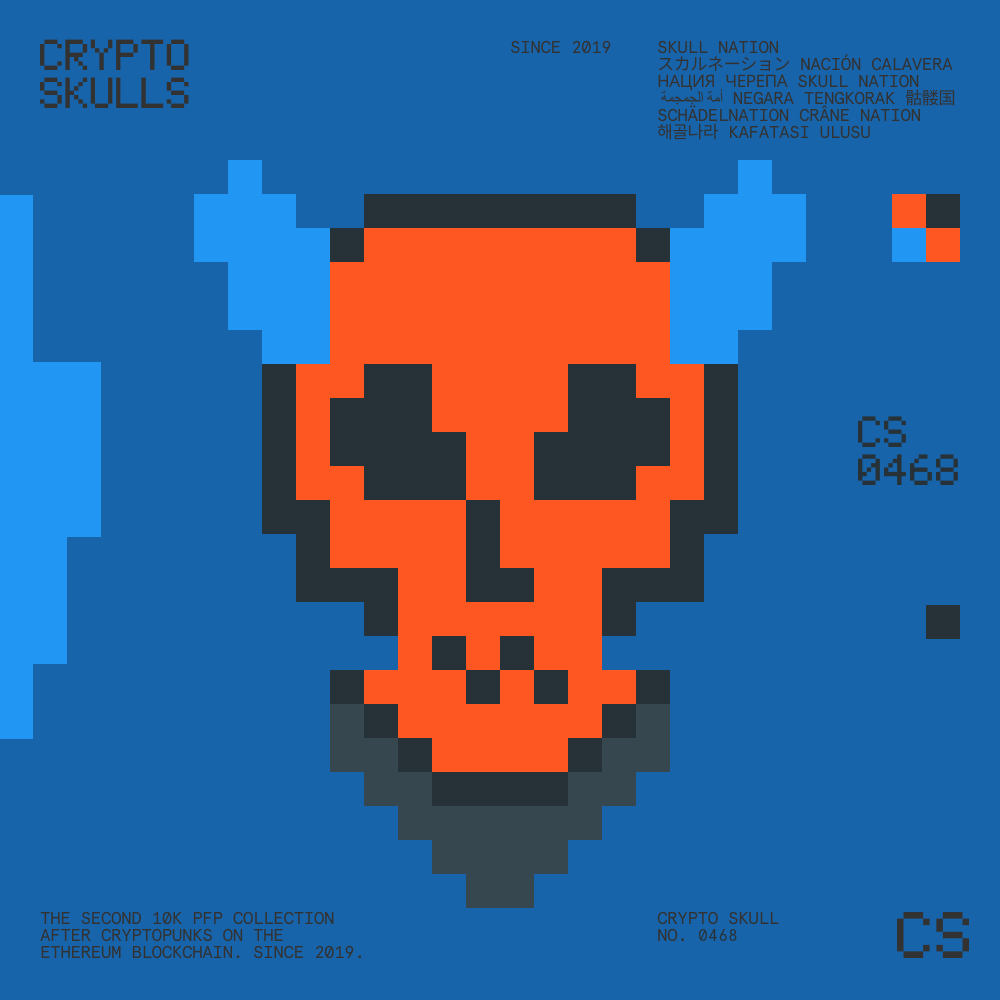 CRYPTO
SKULLS
SINCE 2019
SKULL NATION
スカルネーション NACIÓN CALAVERA
НАЦИЯ ЧЕРЕПА SKULL NATION
أمة الجمجمة NEGARA TENGKORAK 骷髅国
SCHÄDELNATION CRÂNE NATION
해골나라 KAFATASI ULUSU
CS
0468
THE SECOND 10K PFP COLLECTION
AFTER CRYPTOPUNKS ON THE
ETHEREUM BLOCKCHAIN. SINCE 2019.
CRYPTO SKULL
NO. 0468
CS